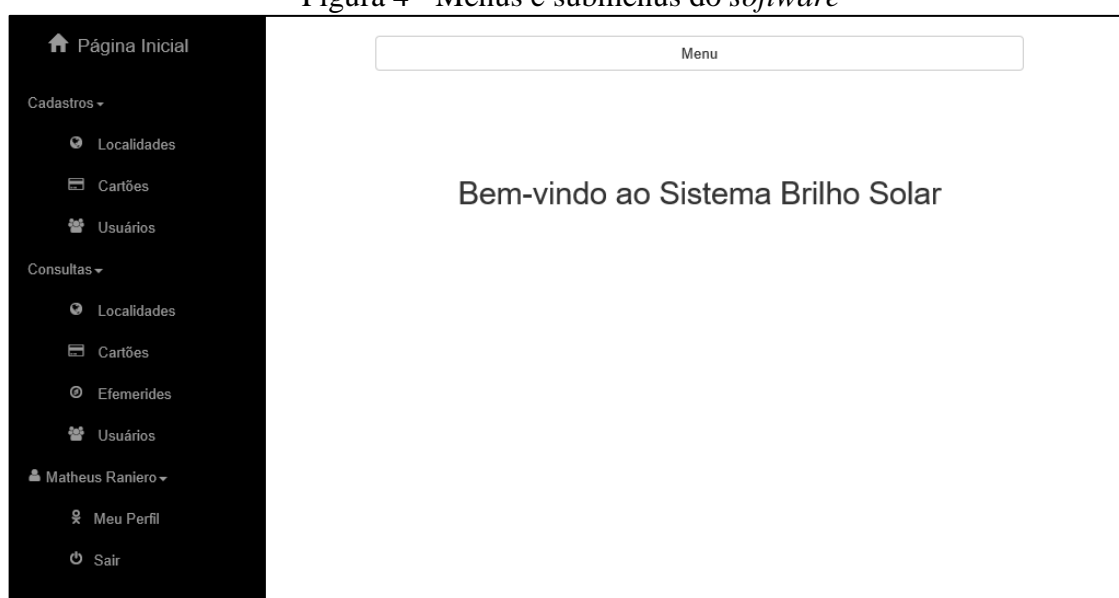 Figura 4 - Menus e submenus do software
Página Inicial
Cadastros
Localidades
Cartões
Usuários
Consultas
Localidades
Cartões
Efemerides
Usuários
Matheus Raniero
Meu Perfil
Sair
Menu
Bem-vindo ao Sistema Brilho Solar